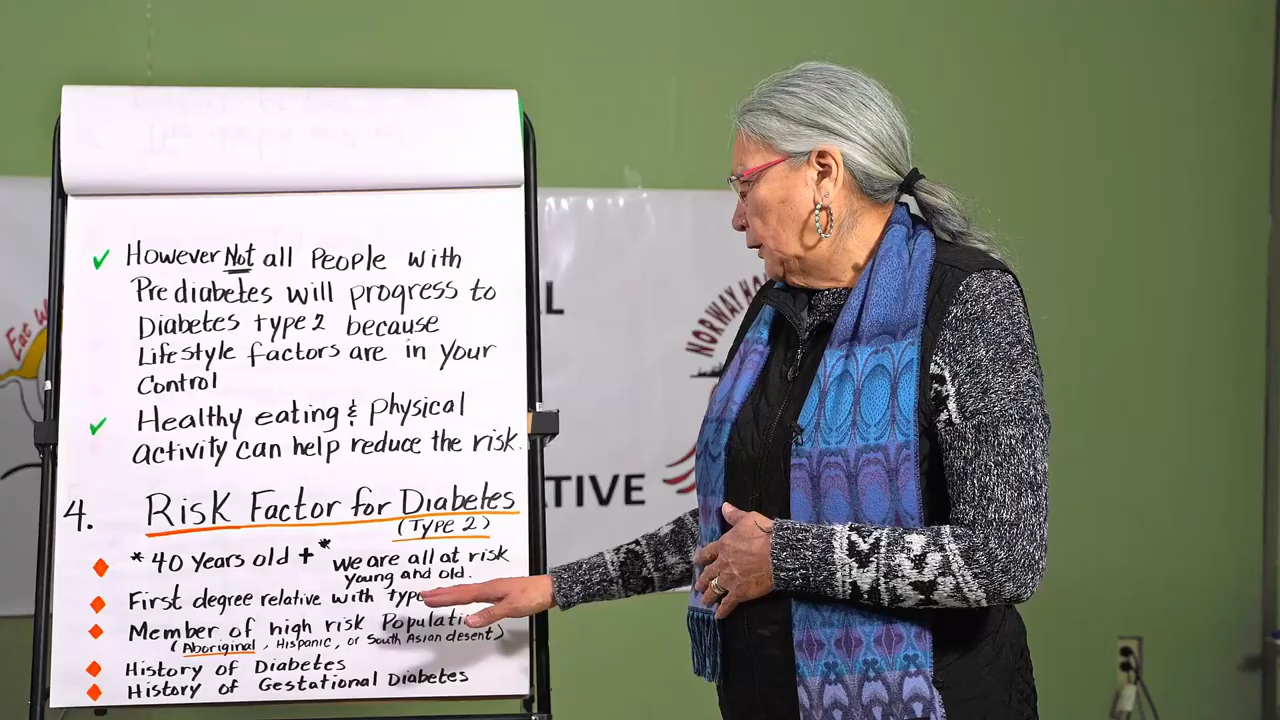 ✓ However Not all People with
Prediabetes will progress to
Diabetes type 2 because
Lifestyle factors are in your
Control
✓ Healthy eating & physical
activity can help reduce the risk.
4. Risk Factor for Diabetes
(Type 2)
* 40 years old + * we are all at risk
young and old.
First degree relative with type
Member of high risk
(Aboriginal, Hispanic, or South Asian desent)
History of Diabetes
History of Gestational Diabetes
Eat
NORWAY